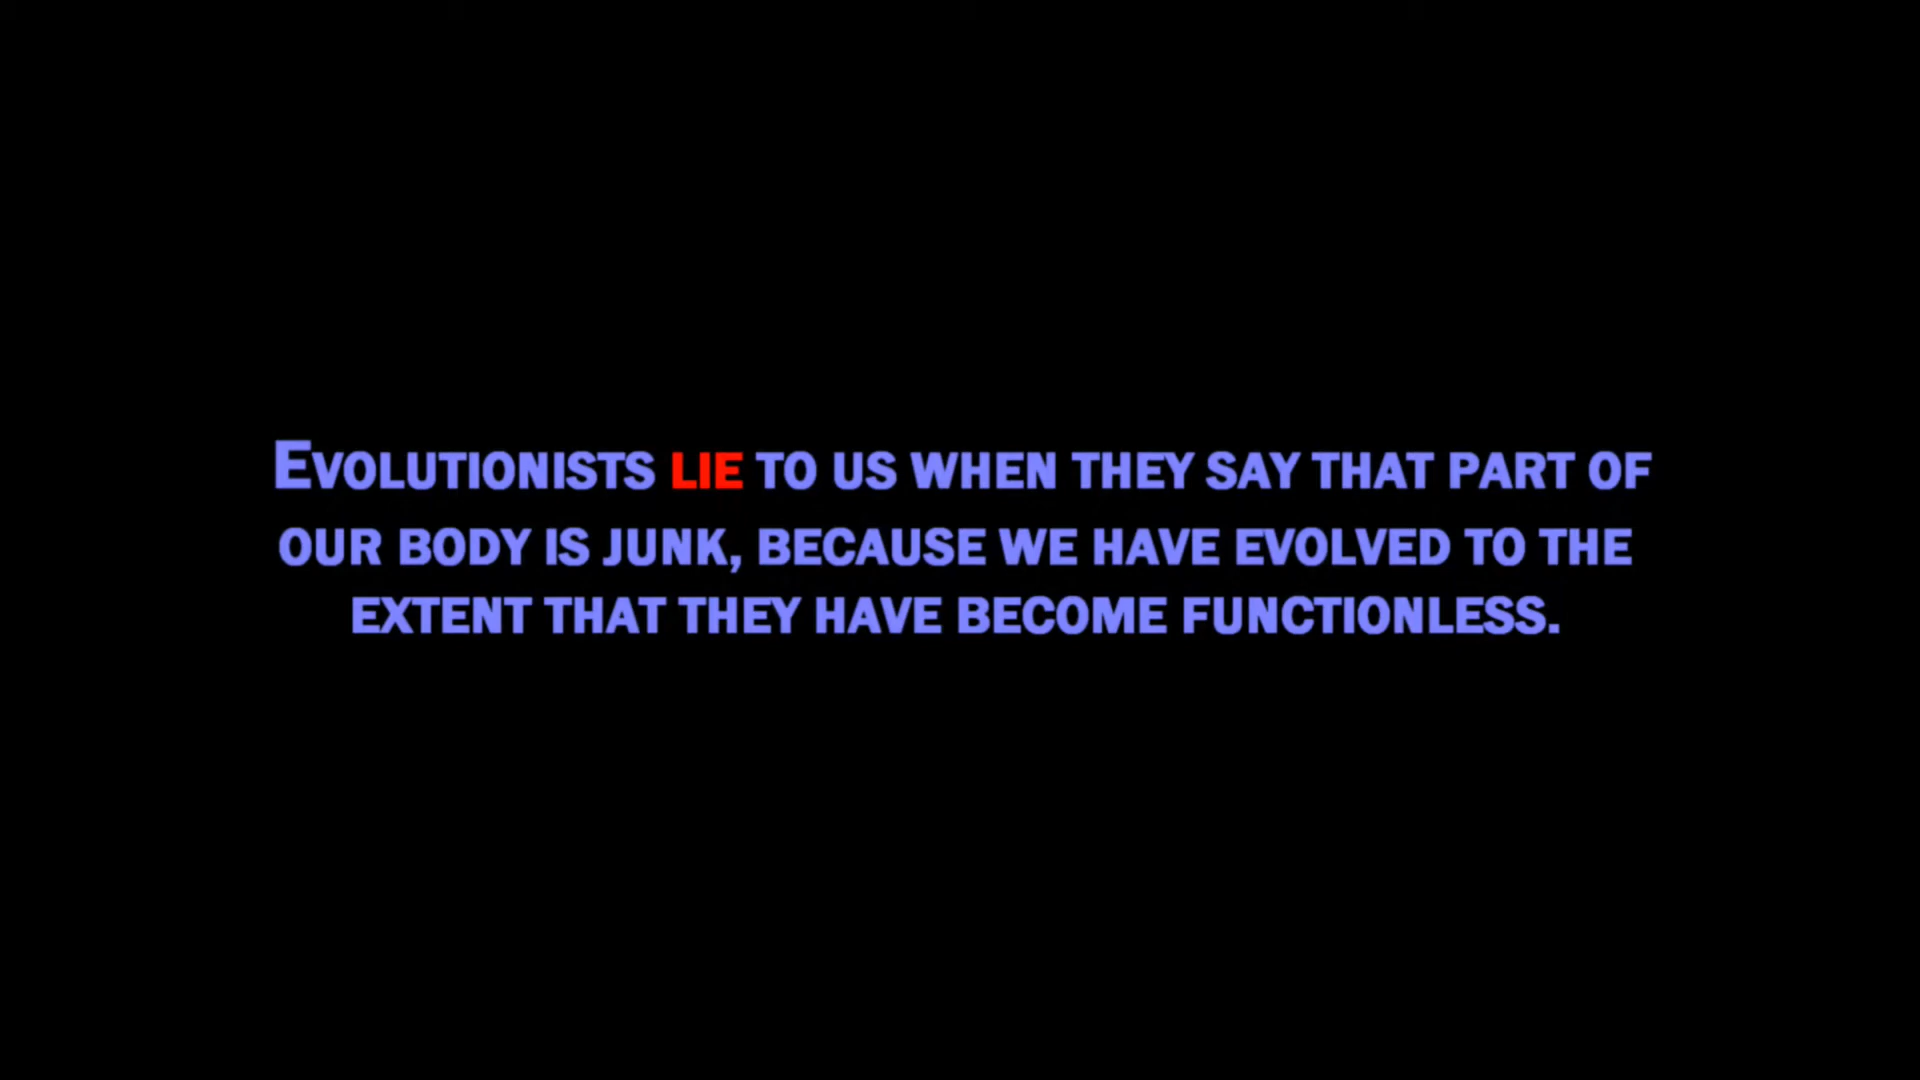 Evolutionists lie to us when they say that part of
our body is junk, because we have evolved to the
extent that they have become functionless.